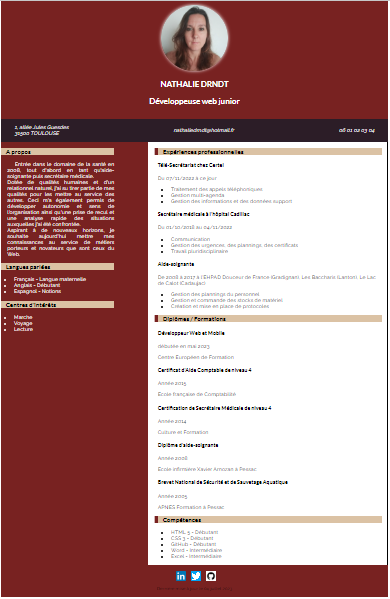 NATHALIE DRNDT
Développeuse web junior
1, allée Jules Guesdes
31500 TOULOUSE
nathaliedrndt@hotmail.fr
06 01 02 03 04
A propos
Entrée dans le domaine de la santé en
2008, tout d'abord en tant qu'aide-
soignante puis secrétaire médicale.
Dotée de qualités humaines et d'un
relationnel naturel, j'ai su tirer partie de mes
qualités pour les mettre au service des
autres. Ceci m'a également permis de
développer autonomie et sens de
l'organisation ainsi qu'une prise de recul et
une analyse rapide des situations
auxquelles j'ai été confrontée.
Aspirant à de nouveaux horizons, je
souhaite aujourd'hui mettre mes
connaissances au service de métiers
porteurs et novateurs que sont ceux du
Web.
Langues parlées
Français - Langue maternelle
Anglais - Débutant
Espagnol - Notions
Centres d'Intérêts
Marche
Voyage
Lecture
Expériences professionnelles
Télé-Secrétariat chez Certel
Du 07/11/2022 à ce jour
Traitement des appels téléphoniques
Gestion multi-agenda
Gestion des informations et des données support
Secrétaire médicale à l'hôpital Cadillac
Du 01/10/2018 au 04/11/2022
Communication
Gestion des urgences, des plannings, des certificats
Travail pluridisciplinaire
Aide-soignante
De 2008 à 2017 à l'EHPAD Douceur de France (Gradignan), Les Baccharis (Lanton), Le Lac
de Calot (Cadaujac):
Gestion des plannings du personnel
Gestion et commande des stocks de matériel
Création et mise en place de protocoles
Diplômes / Formations
Développeur Web et Mobile
débutée en mai 2023
Centre Européen de Formation
Certificat d'Aide Comptable de niveau 4
Année 2015
Ecole française de Comptabilité
Certification de Secrétaire Médicale de niveau 4
Année 2014
Culture et Formation
Diplôme d'aide-soignante
Année 2008
Ecole infirmière Xavier Arnozan à Pessac
Brevet National de Sécurité et de Sauvetage Aquatique
Année 2005
APNES Formation à Pessac
Compétences
HTML 5 - Débutant
CSS 3 - Débutant
GitHub - Débutant
Word - Intermédiaire
Excel - Intermédiaire
in